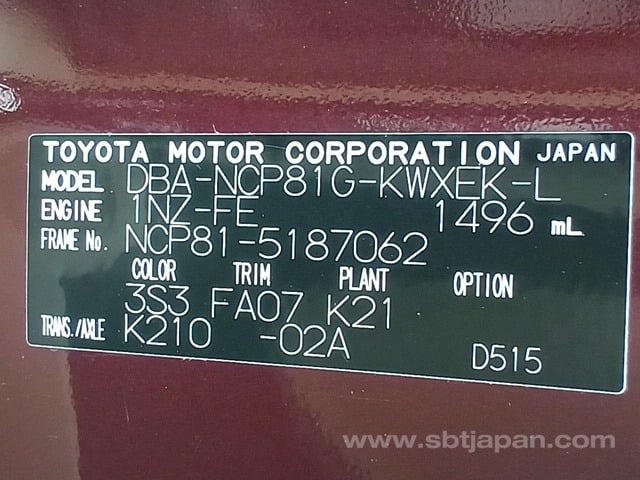 TOYOTA MOTOR CORPORATION JAPAN
MODEL DBA-NCP81G-KWXEK-L
ENGINE 1NZ-FE 1496 mL
FRAME No. NCP81-5187062
COLOR TRIM PLANT OPTION
3S3 FA07 K21
TRANS./AXLE K210 -02A D515
www.sbtjapan.com